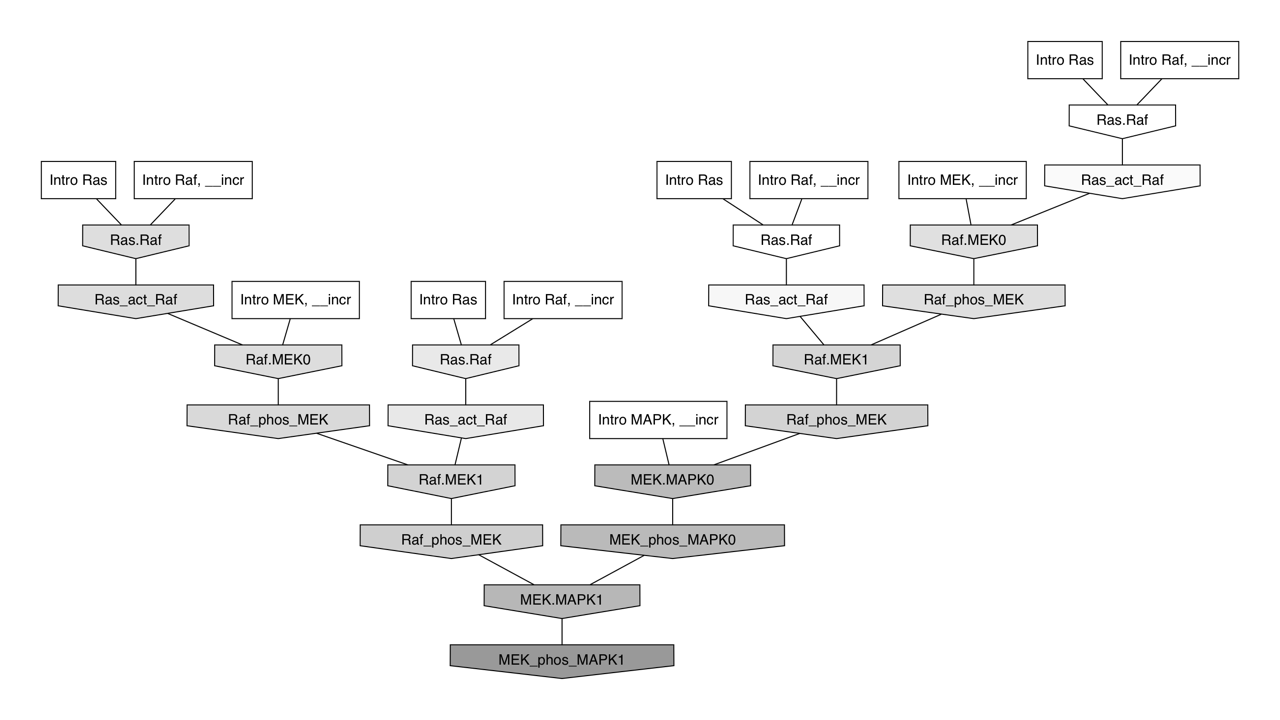 Intro Ras
Intro Raf, __incr
Ras.Raf
Intro Ras
Intro Raf, __incr
Intro Ras
Intro Raf, __incr
Intro MEK, __incr
Ras_act_Raf
Ras.Raf
Ras.Raf
Raf.MEK0
Ras_act_Raf
Intro MEK, __incr
Intro Ras
Intro Raf, __incr
Ras_act_Raf
Raf_phos_MEK
Raf.MEK0
Ras.Raf
Raf.MEK1
Raf_phos_MEK
Ras_act_Raf
Intro MAPK, __incr
Raf_phos_MEK
Raf.MEK1
MEK.MAPK0
Raf_phos_MEK
MEK_phos_MAPK0
MEK.MAPK1
MEK_phos_MAPK1